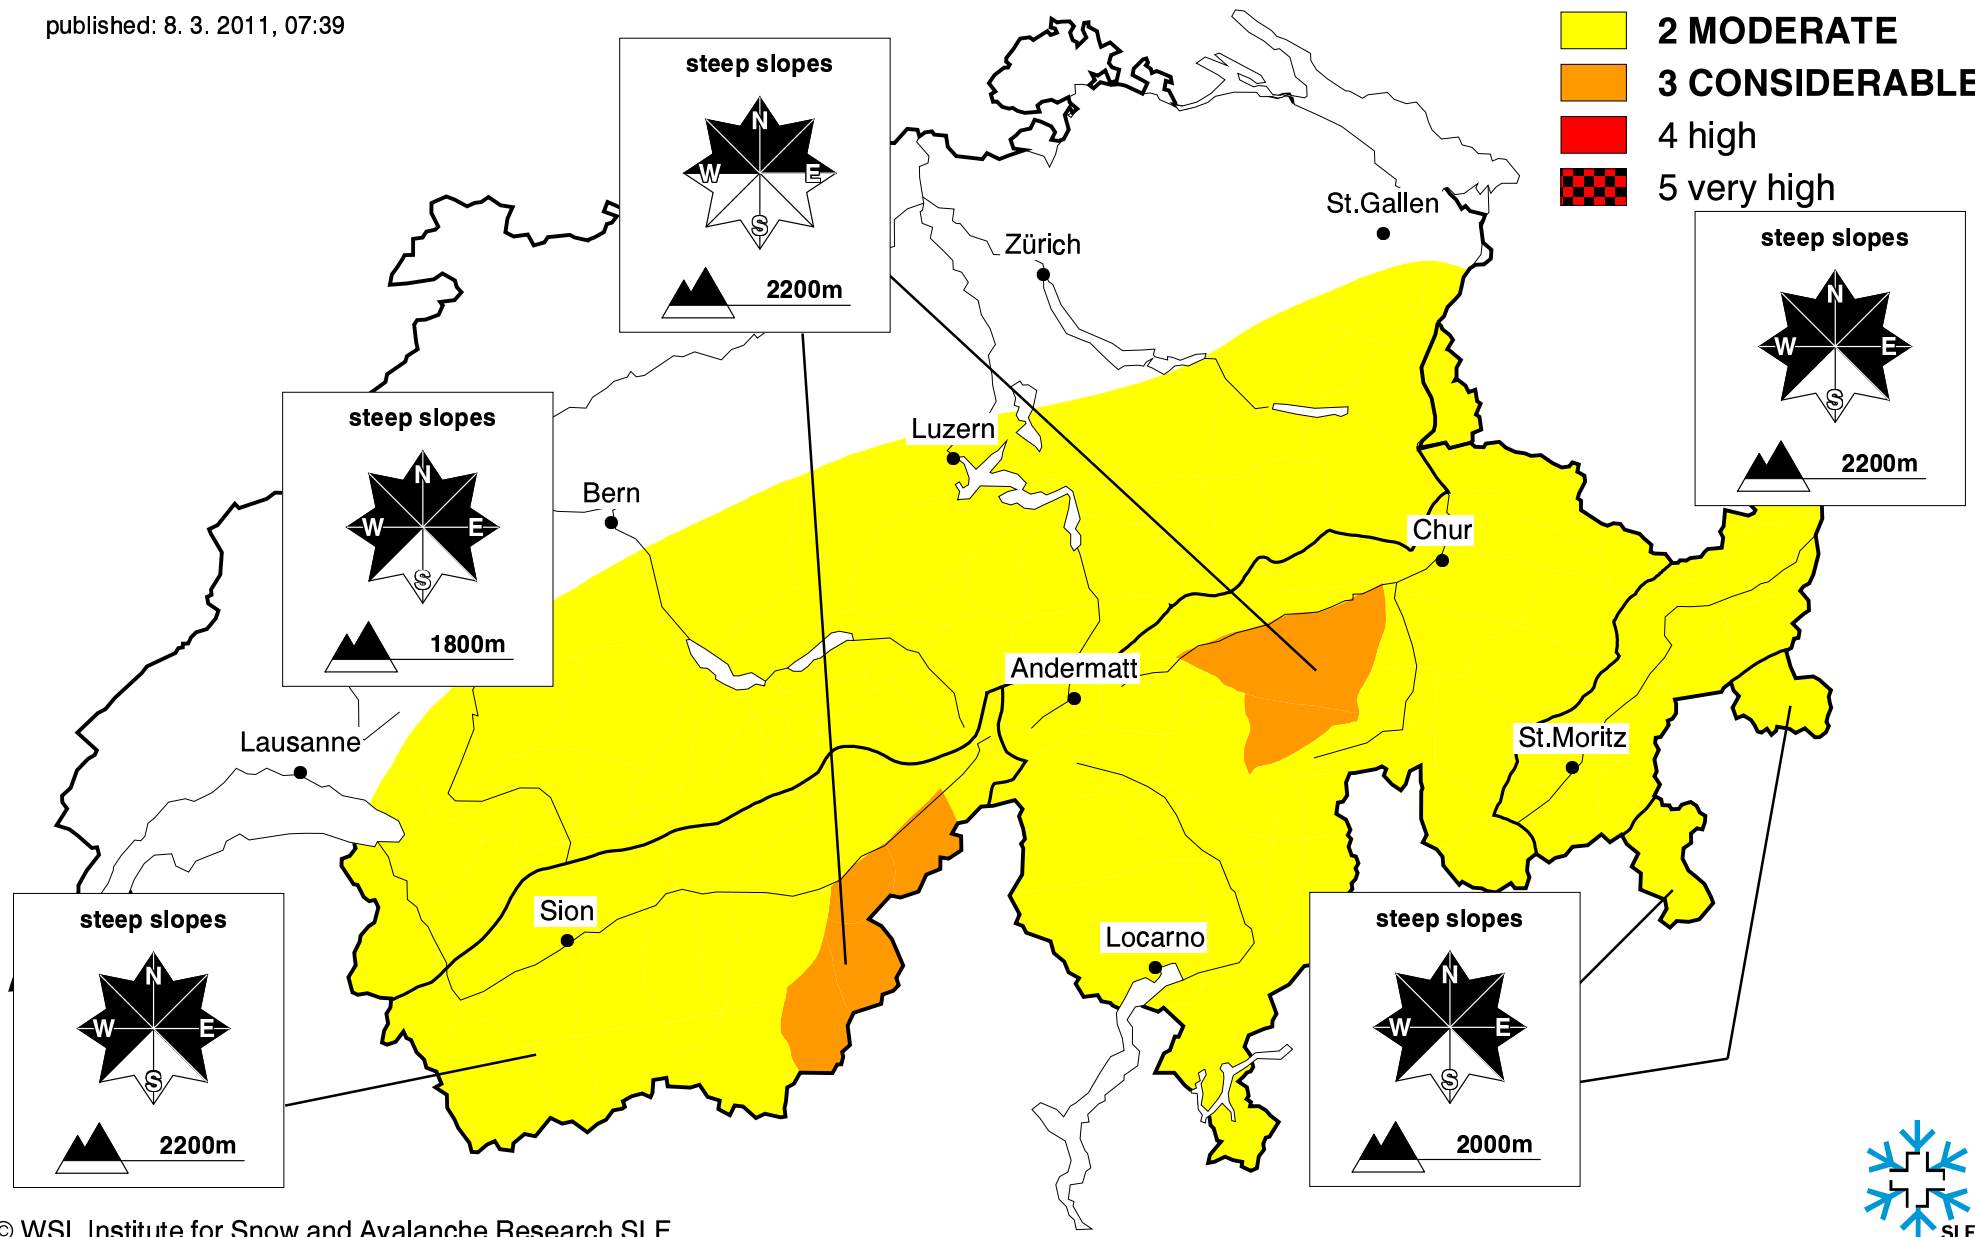 published: 8. 3. 2011, 07:39
2 MODERATE
3 CONSIDERABLE
4 high
5 very high
steep slopes
N
W E
S
2200m
steep slopes
N
W E
S
2200m
steep slopes
N
W E
S
1800m
St.Gallen
Zürich
Luzern
Bern
Chur
Andermatt
Lausanne
St.Moritz
Sion
Locarno
steep slopes
N
W E
S
2200m
steep slopes
N
W E
S
2000m
© WSL Institute for Snow and Avalanche Research SLF
SLF